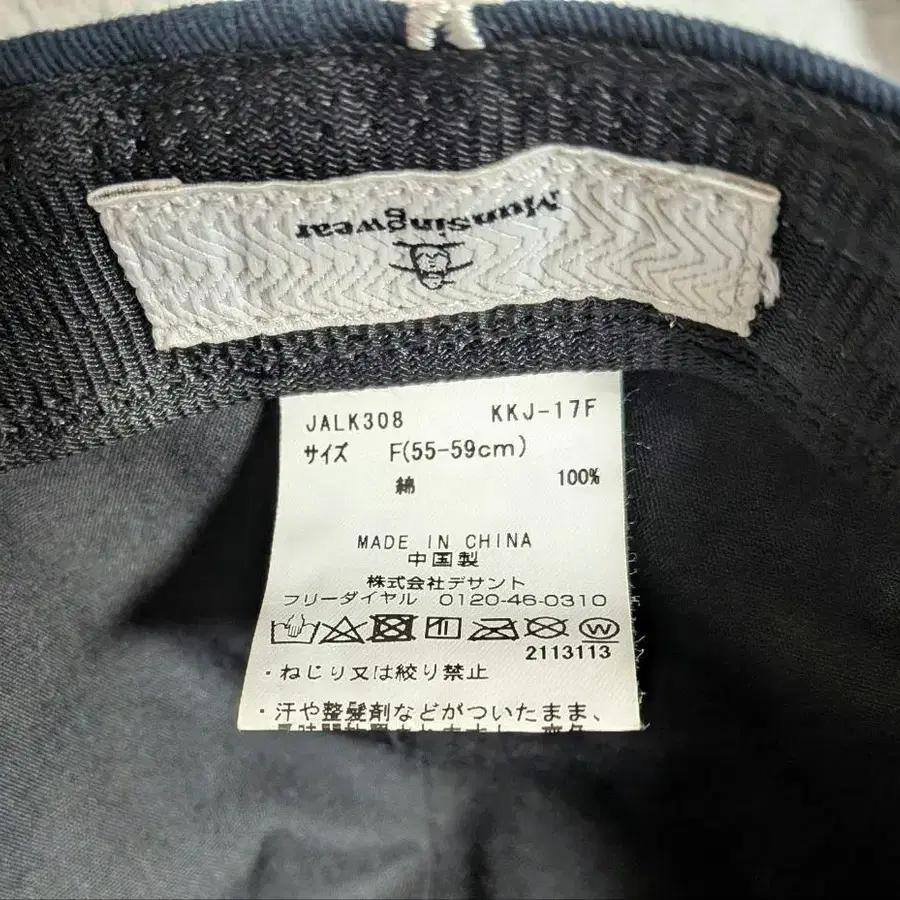 Munsingwear
JALK308 KKJ-17F
サイズ F(55-59cm)
綿 100%
MADE IN CHINA
中国製
株式会社デサント
フリーダイヤル 0120-46-0310
W
2113113
・ねじり又は絞り禁止
・汗や整髪剤などがついたまま、